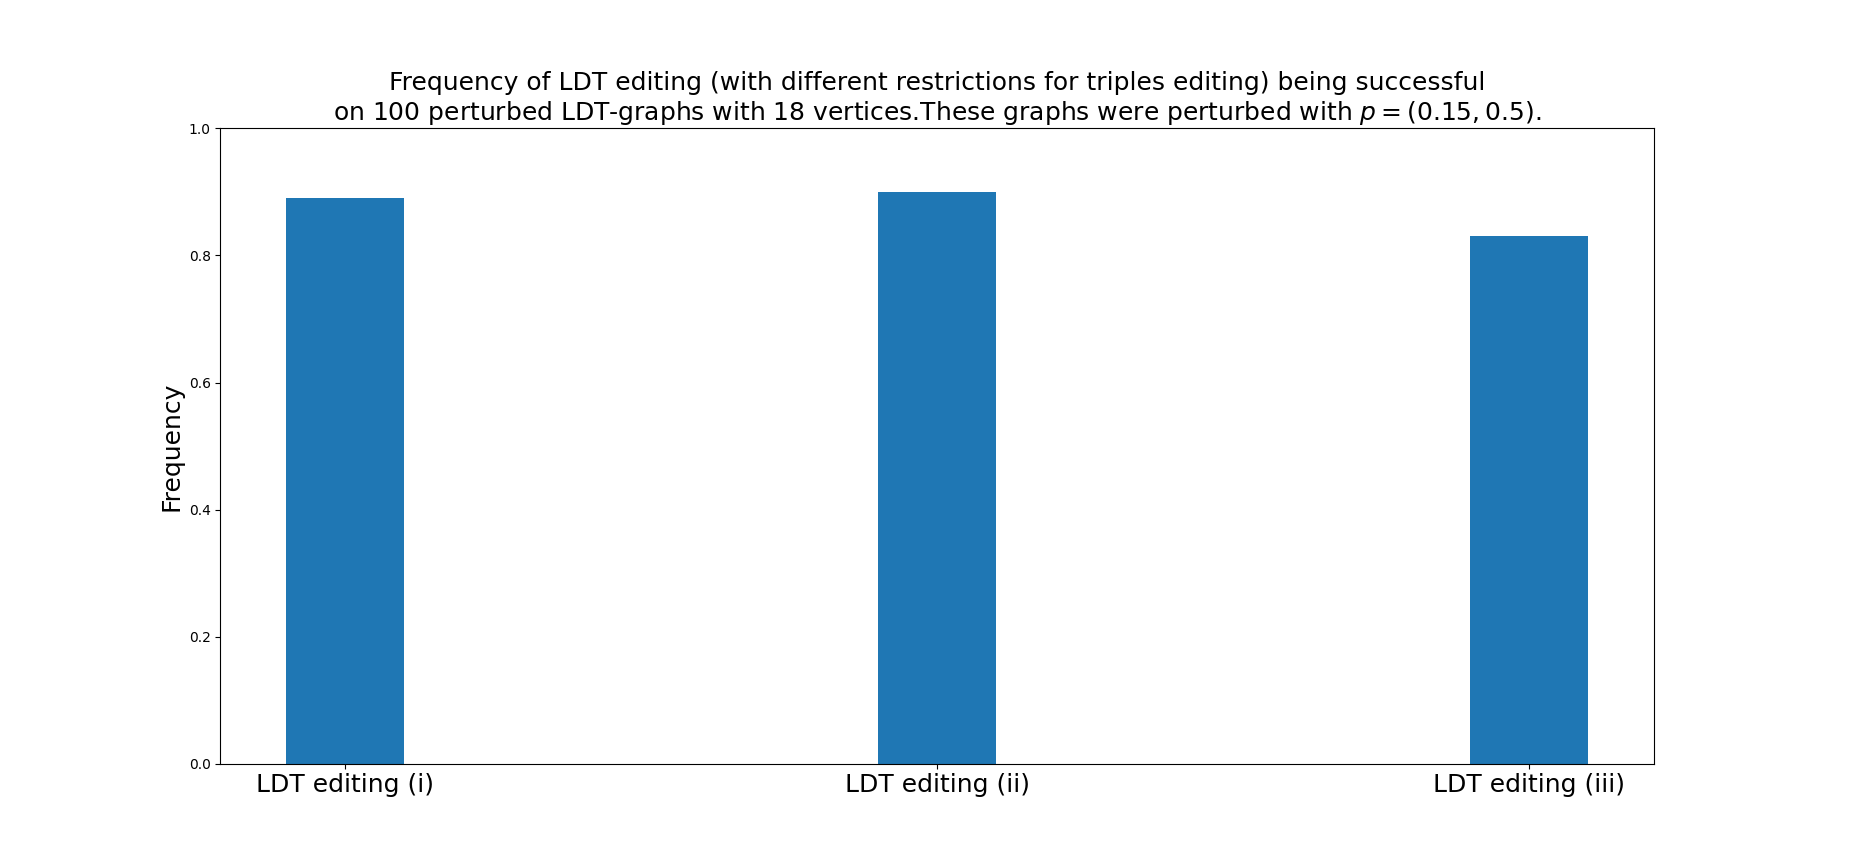 Frequency of LDT editing (with different restrictions for triples editing) being successful
on 100 perturbed LDT-graphs with 18 vertices.These graphs were perturbed with p = (0.15, 0.5).
1.0
0.8
0.6
0.4
0.2
0.0
Frequency
LDT editing (i)
LDT editing (ii)
LDT editing (iii)